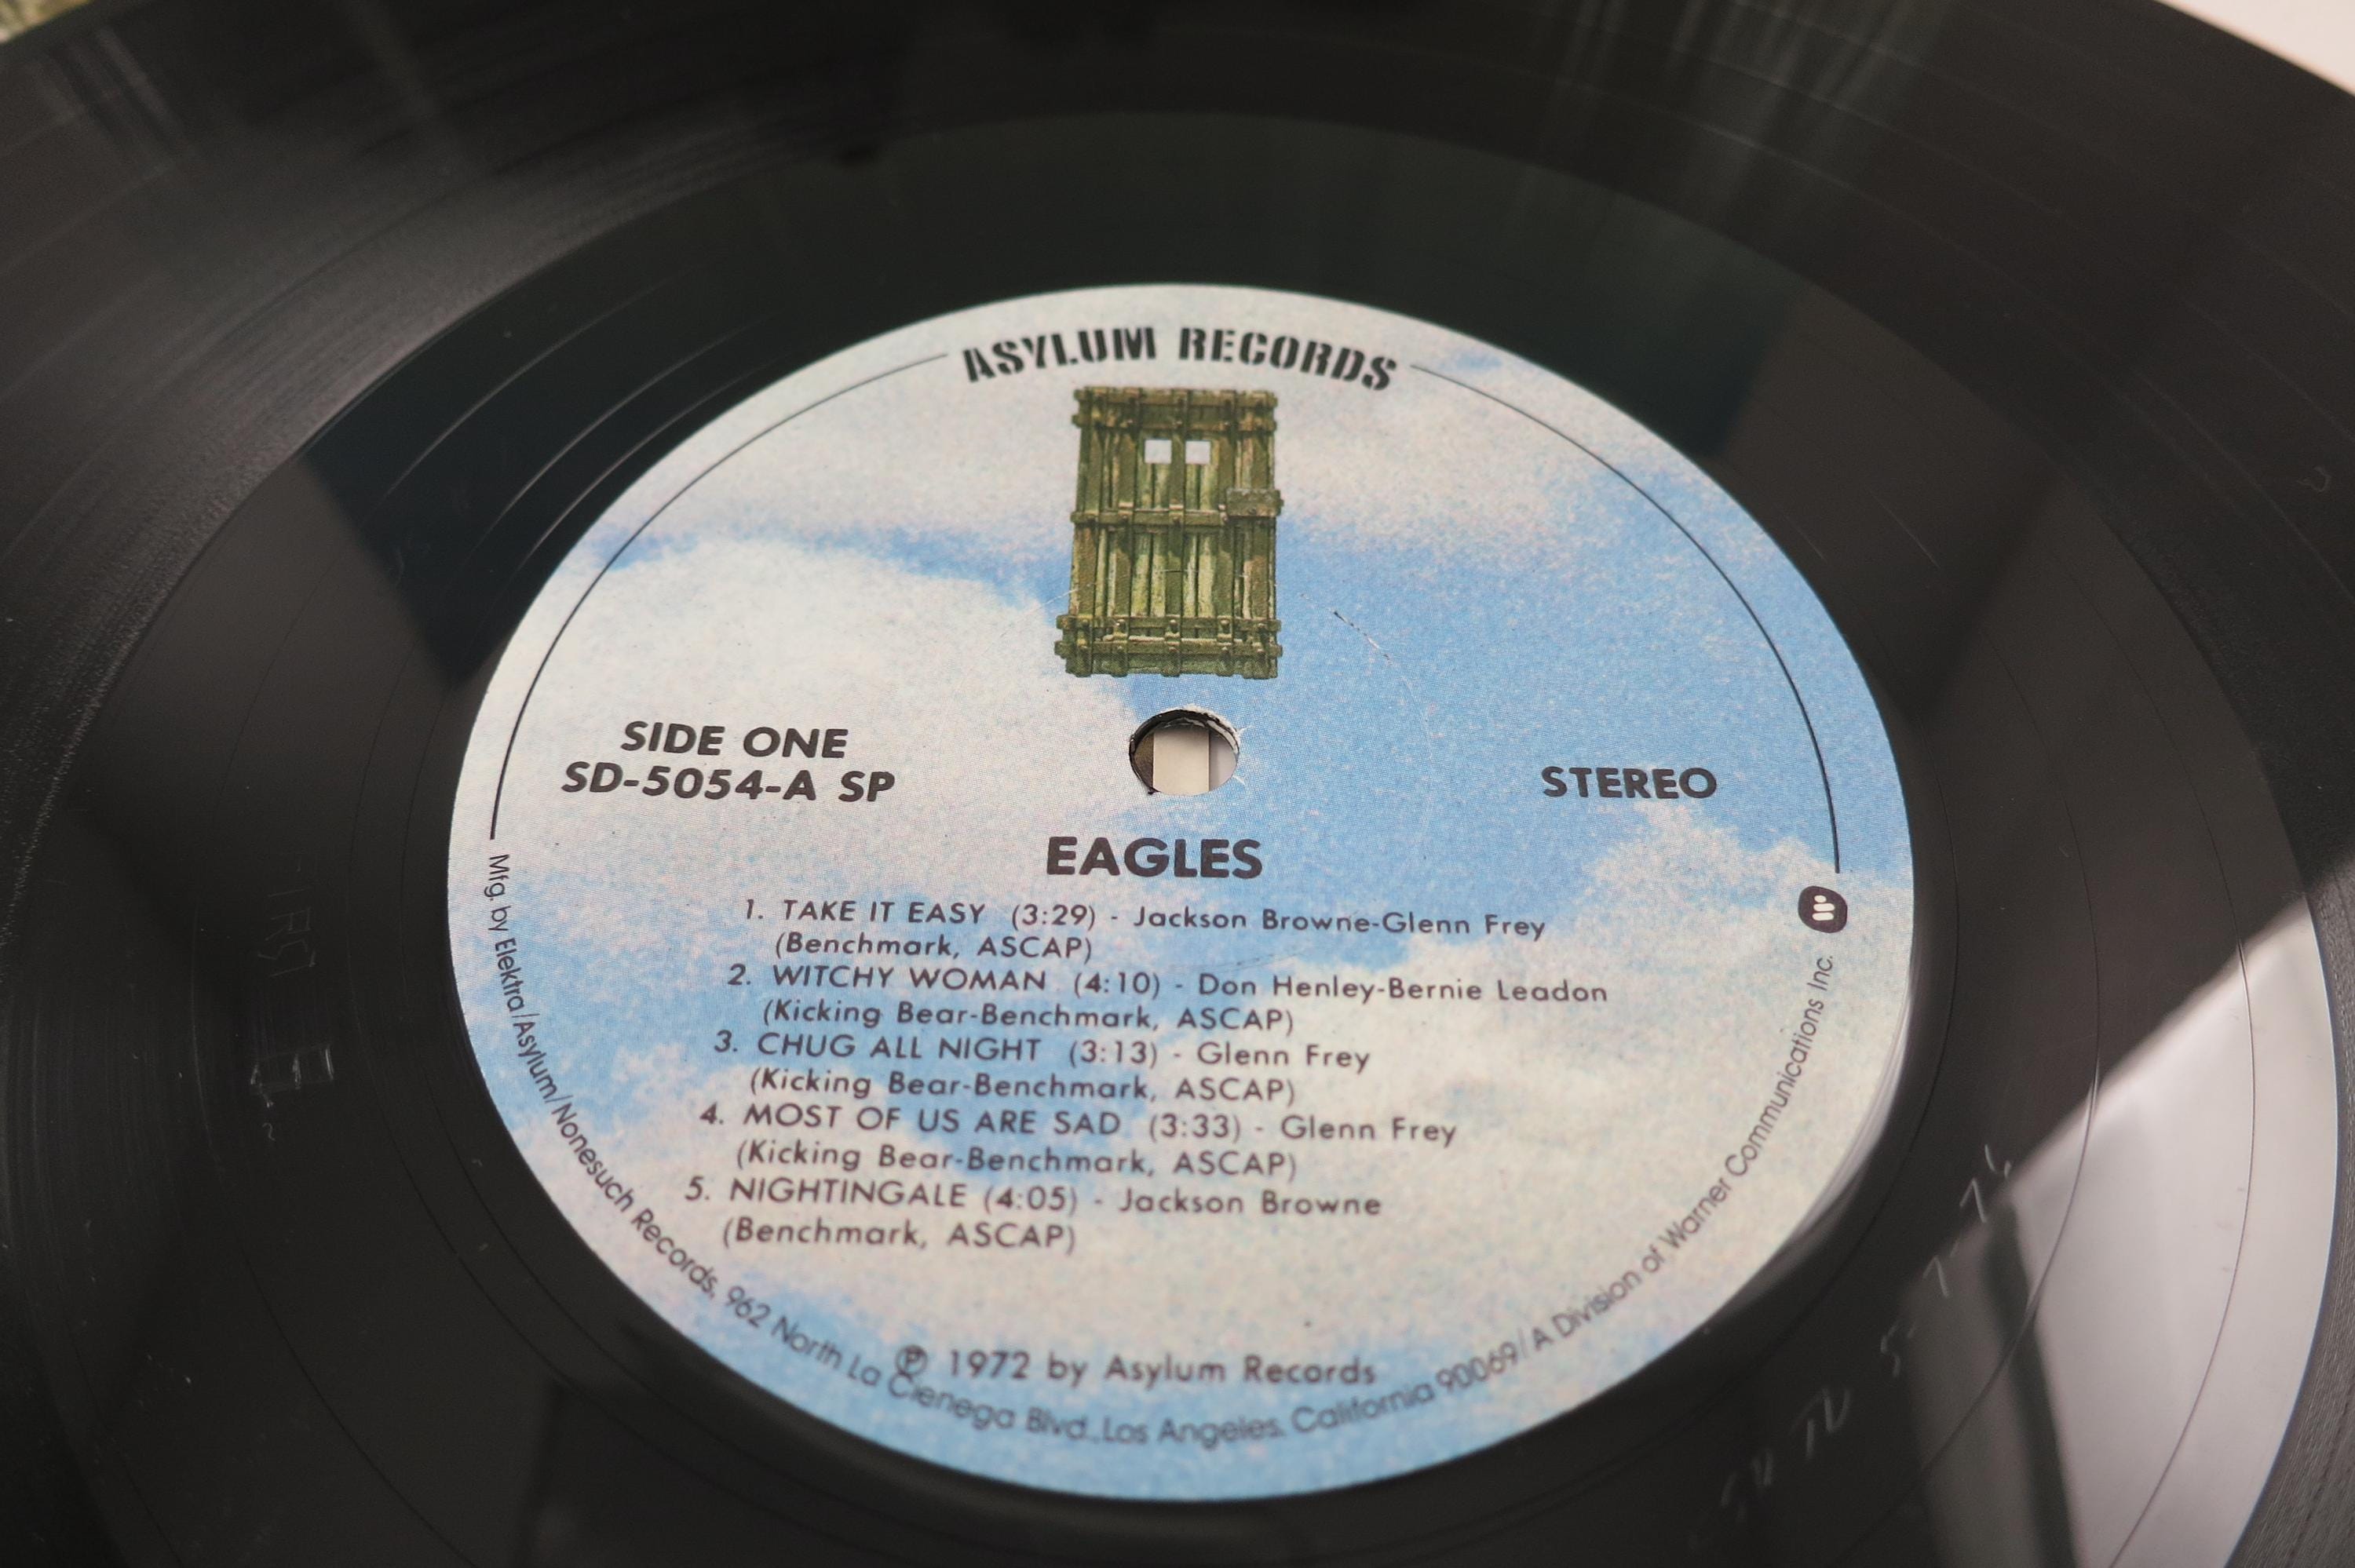 ASYLUM RECORDS
SIDE ONE
SD-5054-A SP
STEREO
EAGLES
1. TAKE IT EASY (3:29) - Jackson Browne-Glenn Frey
(Benchmark, ASCAP)
2. WITCHY WOMAN (4:10) - Don Henley-Bernie Leadon
(Kicking Bear-Benchmark, ASCAP)
3. CHUG ALL NIGHT (3:13) - Glenn Frey
(Kicking Bear-Benchmark, ASCAP)
4. MOST OF US ARE SAD (3:33) - Glenn Frey
(Kicking Bear-Benchmark, ASCAP)
5. NIGHTINGALE (4:05) - Jackson Browne
(Benchmark, ASCAP)
℗ 1972 by Asylum Records
Mfg. by Elektra/Asylum/Nonesuch Records, 962 North La Cienega Blvd., Los Angeles, California 90069/A Division of Warner Communications Inc.